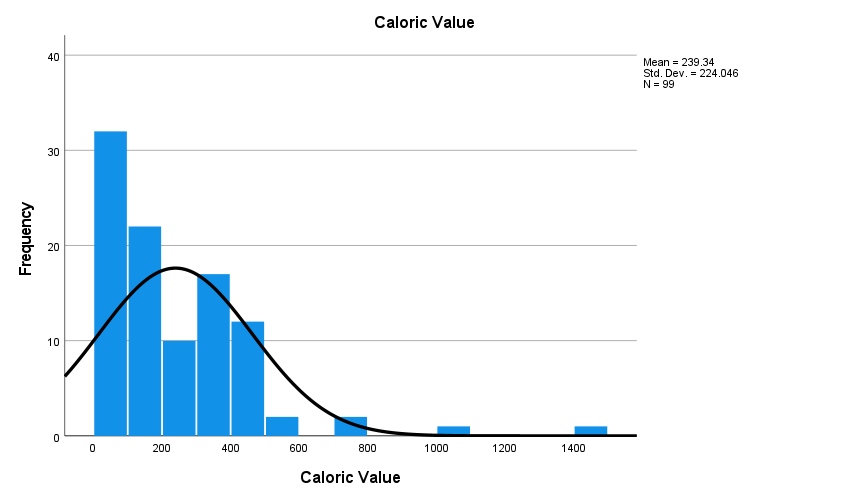 Caloric Value
Mean = 239.34
Std. Dev. = 224.046
N = 99
40
30
20
10
0
Frequency
0 200 400 600 800 1000 1200 1400
Caloric Value